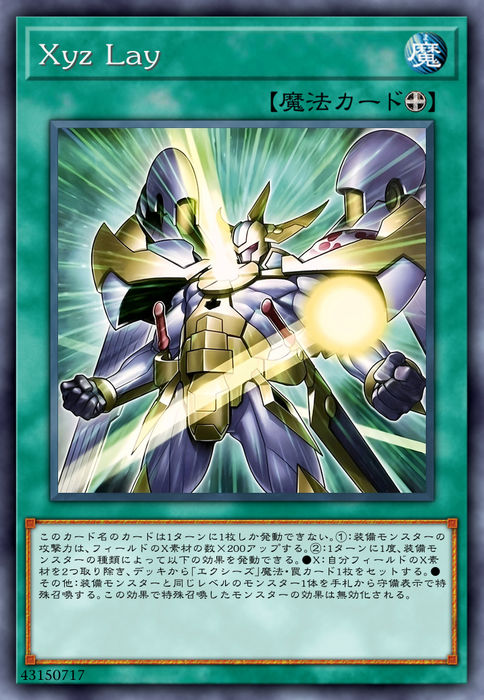 Xyz Lay
魔
【魔法カード】
このカード名のカードは1ターンに1枚しか発動できない。①:装備モンスターの
攻撃力は、フィールドのX素材の数×200アップする。②:1ターンに1度、装備モ
ンスターの種類によって以下の効果を発動できる。●X:自分フィールドのX素
材を2つ取り除き、デッキから「エクシーズ」魔法・罠カード1枚をセットする。●
その他:装備モンスターと同じレベルのモンスター1体を手札から守備表示で特
殊召喚する。この効果で特殊召喚したモンスターの効果は無効化される。
43150717